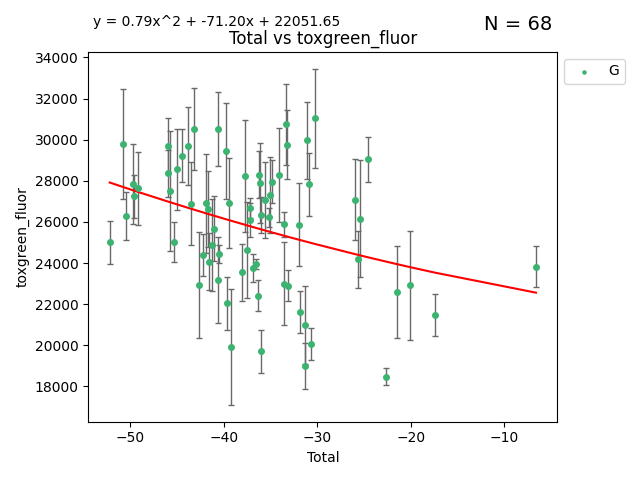 y = 0.79x^2 + -71.20x + 22051.65
N = 68
Total vs toxgreen_fluor
G
34000
32000
30000
28000
26000
24000
22000
20000
18000
toxgreen_fluor
−50
−40
−30
−20
−10
Total